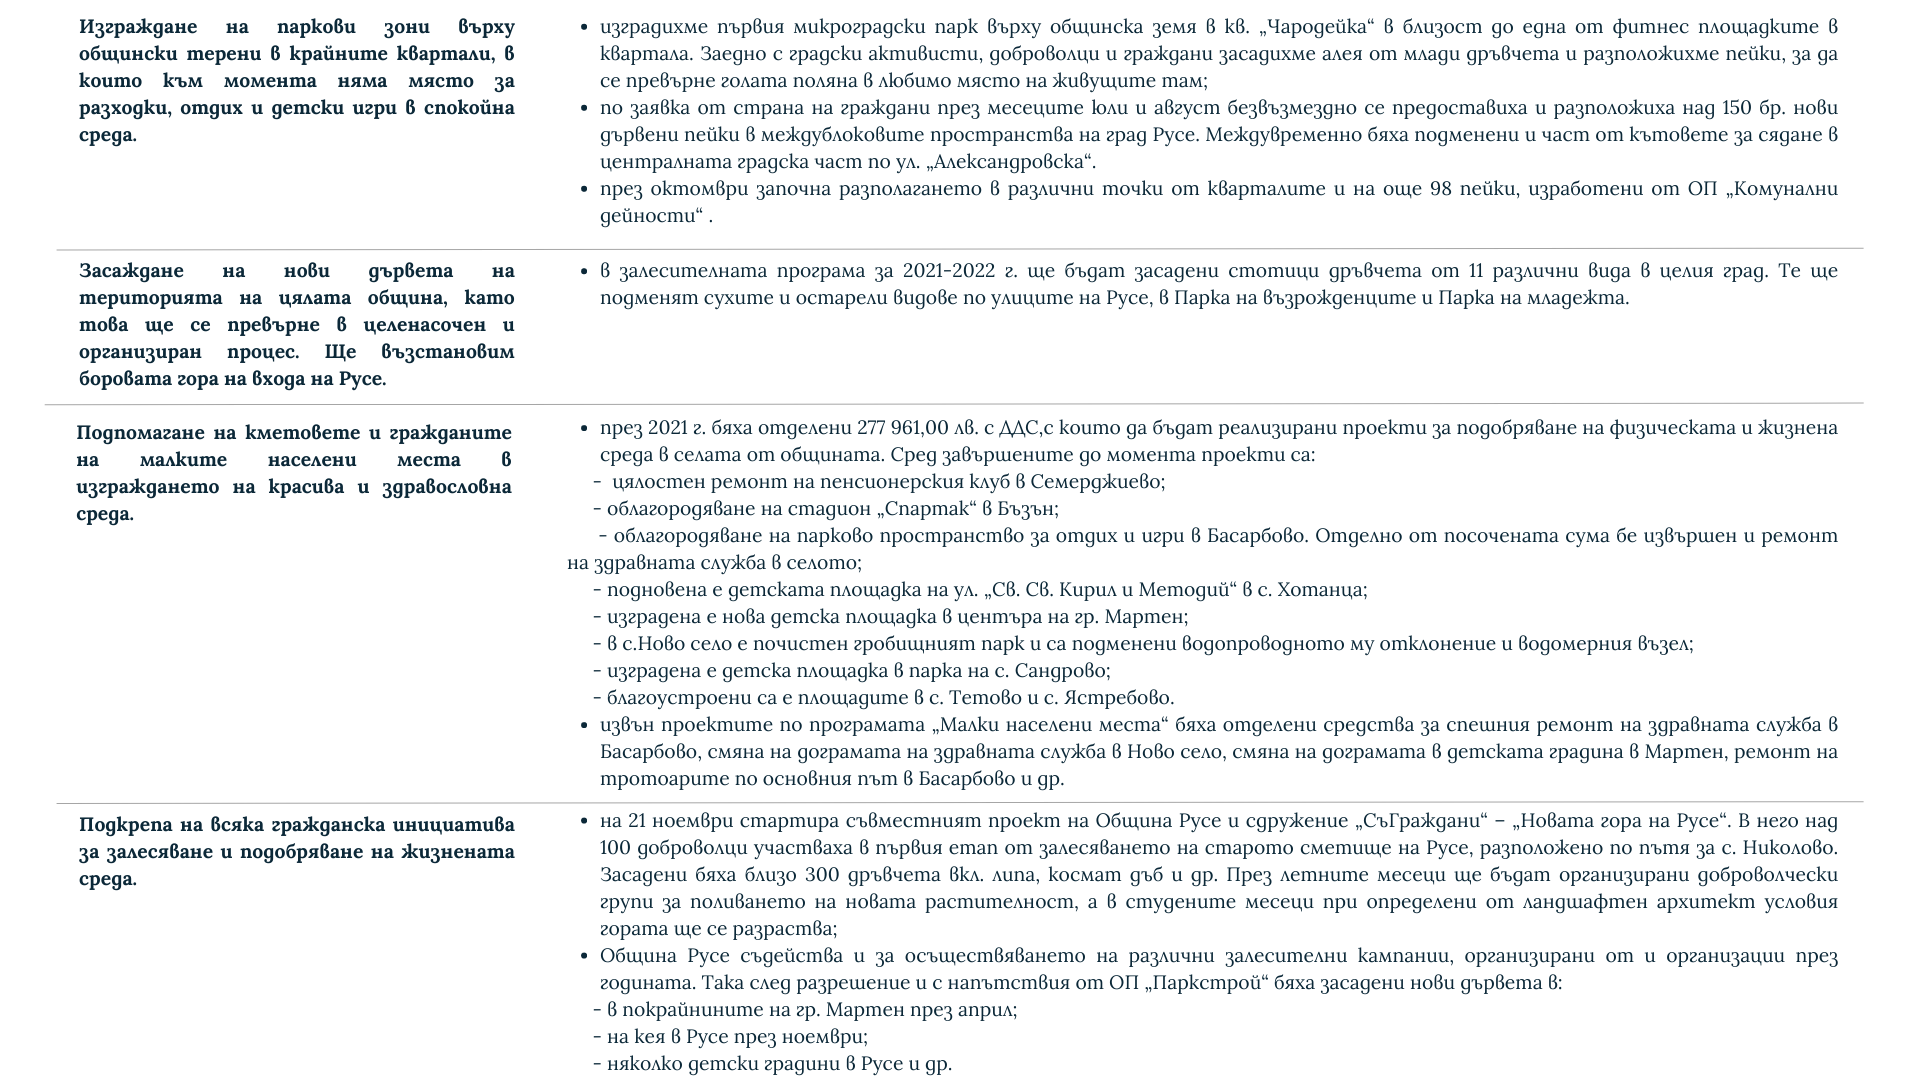 Изграждане на паркови зони върху
общински терени в крайните квартали, в
които към момента няма място за
разходки, отдих и детски игри в спокойна
среда.
• изградихме първия микроградски парк върху общинска земя в кв. „Чародейка“ в близост до една от фитнес площадките в
квартала. Заедно с градски активисти, доброволци и граждани засадихме алея от млади дръвчета и разположихме пейки, за да
се превърне голата поляна в любимо място на живущите там;
• по заявка от страна на граждани през месеците юли и август безвъзмездно се предоставиха и разположиха над 150 бр. нови
дървени пейки в междублоковите пространства на град Русе. Междувременно бяха подменени и част от кътовете за сядане в
централната градска част по ул. „Александровска“.
• през октомври започна разполагането в различни точки от кварталите и на още 98 пейки, изработени от ОП „Комунални
дейности“ .
Засаждане на нови дървета на
територията на цялата община, като
това ще се превърне в целенасочен и
организиран процес. Ще възстановим
боровата гора на входа на Русе.
• в залесителната програма за 2021-2022 г. ще бъдат засадени стотици дръвчета от 11 различни вида в целия град. Те ще
подменят сухите и остарели видове по улиците на Русе, в Парка на възрожденците и Парка на младежта.
Подпомагане на кметовете и гражданите
на малките населени места в
изграждането на красива и здравословна
среда.
• през 2021 г. бяха отделени 277 961,00 лв. с ДДС,с които да бъдат реализирани проекти за подобряване на физическата и жизнена
среда в селата от общината. Сред завършените до момента проекти са:
- цялостен ремонт на пенсионерския клуб в Семерджиево;
- облагородяване на стадион „Спартак“ в Бъзън;
- облагородяване на парково пространство за отдих и игри в Басарбово. Отделно от посочената сума бе извършен и ремонт
на здравната служба в селото;
- подновена е детската площадка на ул. „Св. Св. Кирил и Методий“ в с. Хотанца;
- изградена е нова детска площадка в центъра на гр. Мартен;
- в с.Ново село е почистен гробищният парк и са подменени водопроводното му отклонение и водомерния възел;
- изградена е детска площадка в парка на с. Сандрово;
- благоустроени са е площадите в с. Тетово и с. Ястребово.
• извън проектите по програмата „Малки населени места“ бяха отделени средства за спешния ремонт на здравната служба в
Басарбово, смяна на дограмата на здравната служба в Ново село, смяна на дограмата в детската градина в Мартен, ремонт на
тротоарите по основния път в Басарбово и др.
Подкрепа на всяка гражданска инициатива
за залесяване и подобряване на жизнената
среда.
• на 21 ноември стартира съвместният проект на Община Русе и сдружение „СъГраждани“ – „Новата гора на Русе“. В него над
100 доброволци участваха в първия етап от залесяването на старото сметище на Русе, разположено по пътя за с. Николово.
Засадени бяха близо 300 дръвчета вкл. липа, космат дъб и др. През летните месеци ще бъдат организирани доброволчески
групи за поливането на новата растителност, а в студените месеци при определени от ландшафтен архитект условия
гората ще се разраства;
• Община Русе съдейства и за осъществяването на различни залесителни кампании, организирани от и организации през
годината. Така след разрешение и с напътствия от ОП „Паркстрой“ бяха засадени нови дървета в:
- в покрайнините на гр. Мартен през април;
- на кея в Русе през ноември;
- няколко детски градини в Русе и др.